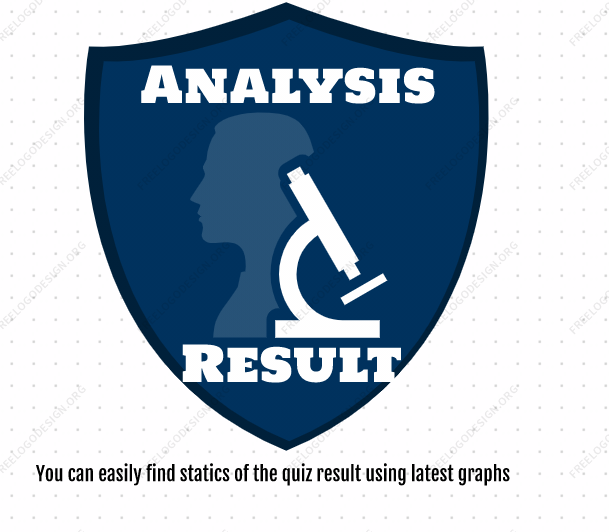 ANALYSIS
RESULT
You can easily find statics of the quiz result using latest graphs
FREELOGODESIGN.ORG